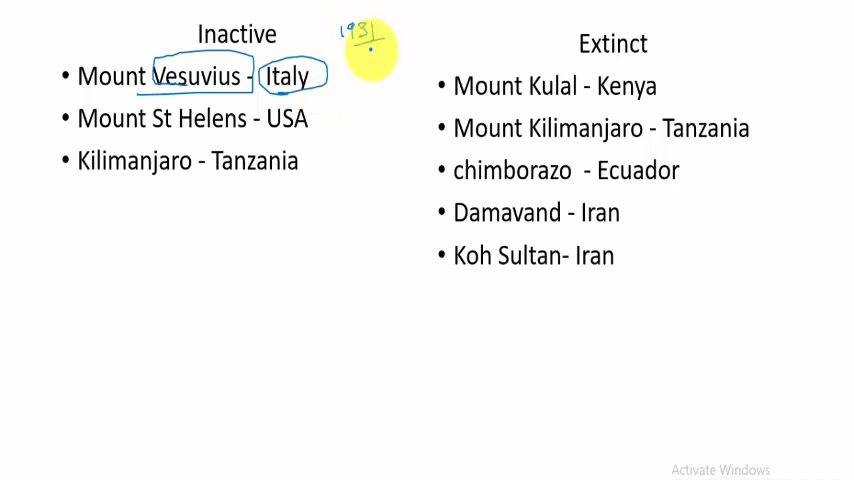 Inactive
• Mount Vesuvius - Italy
• Mount St Helens - USA
• Kilimanjaro - Tanzania
1931
Extinct
• Mount Kulal - Kenya
• Mount Kilimanjaro - Tanzania
• chimborazo - Ecuador
• Damavand - Iran
• Koh Sultan- Iran
Activate Windows